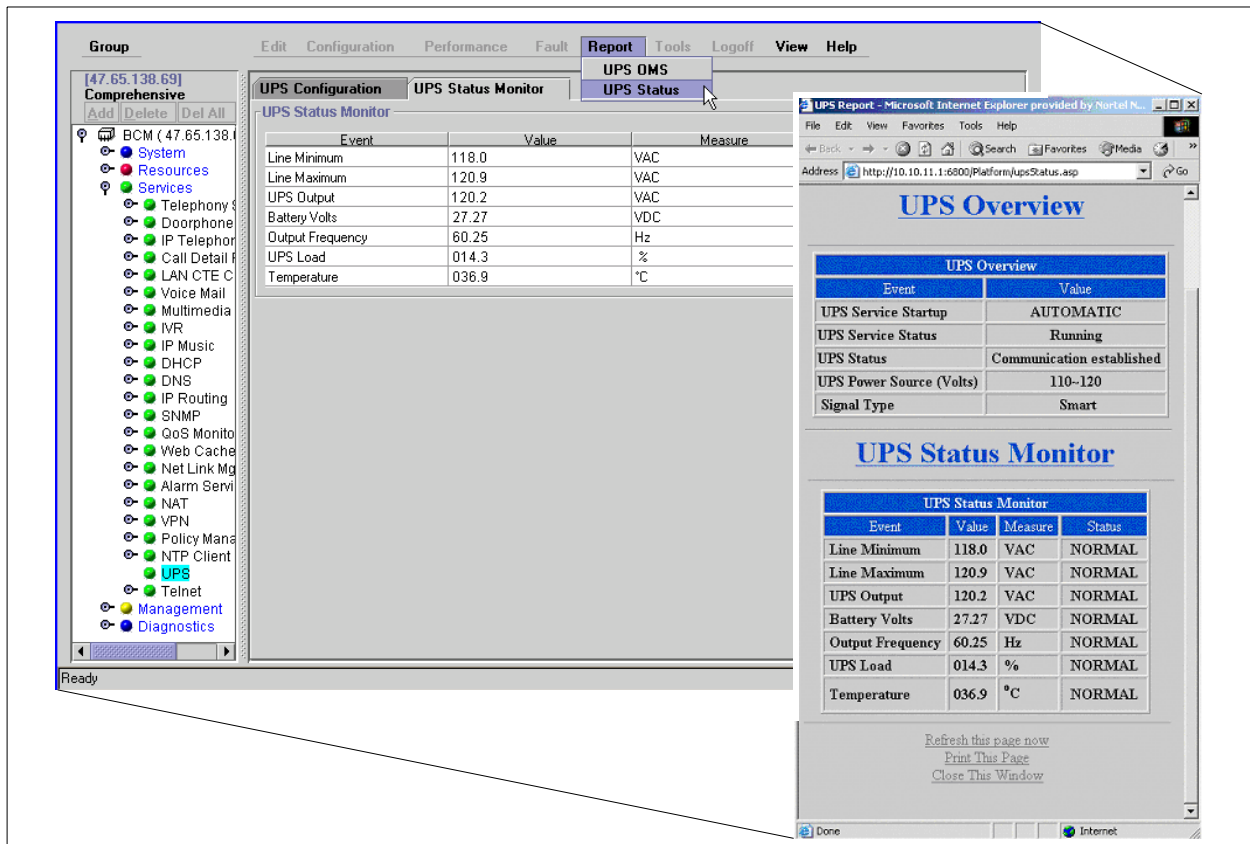 Group
Edit Configuration Performance Fault Report Tools Logoff View Help
UPS OMS
UPS Status
[47.65.138.69]
Comprehensive
Add Delete Del All
BCM ( 47.65.138.
System
Resources
Services
Telephony
Doorphone
IP Telephon
Call Detail
LAN CTE C
Voice Mail
Multimedia
IVR
IP Music
DHCP
DNS
IP Routing
SNMP
QoS Monito
Web Cache
Net Link Mg
Alarm Servi
NAT
VPN
Policy Mana
NTP Client
UPS
Telnet
Management
Diagnostics
Ready
UPS Configuration UPS Status Monitor
UPS Status Monitor
Event Value Measure
Line Minimum 118.0 VAC
Line Maximum 120.9 VAC
UPS Output 120.2 VAC
Battery Volts 27.27 VDC
Output Frequency 60.25 Hz
UPS Load 014.3 %
Temperature 036.9 °C
UPS Report - Microsoft Internet Explorer provided by Nortel N...
File Edit View Favorites Tools Help
Back Search Favorites Media »
Address http://10.10.11.1:6800/Platform/upsStatus.asp Go
UPS Overview
UPS Overview
Event Value
UPS Service Startup AUTOMATIC
UPS Service Status Running
UPS Status Communication established
UPS Power Source (Volts) 110~120
Signal Type Smart
UPS Status Monitor
UPS Status Monitor
Event Value Measure Status
Line Minimum 118.0 VAC NORMAL
Line Maximum 120.9 VAC NORMAL
UPS Output 120.2 VAC NORMAL
Battery Volts 27.27 VDC NORMAL
Output Frequency 60.25 Hz NORMAL
UPS Load 014.3 % NORMAL
Temperature 036.9 °C NORMAL
Refresh this page now
Print This Page
Close This Window
Done Internet